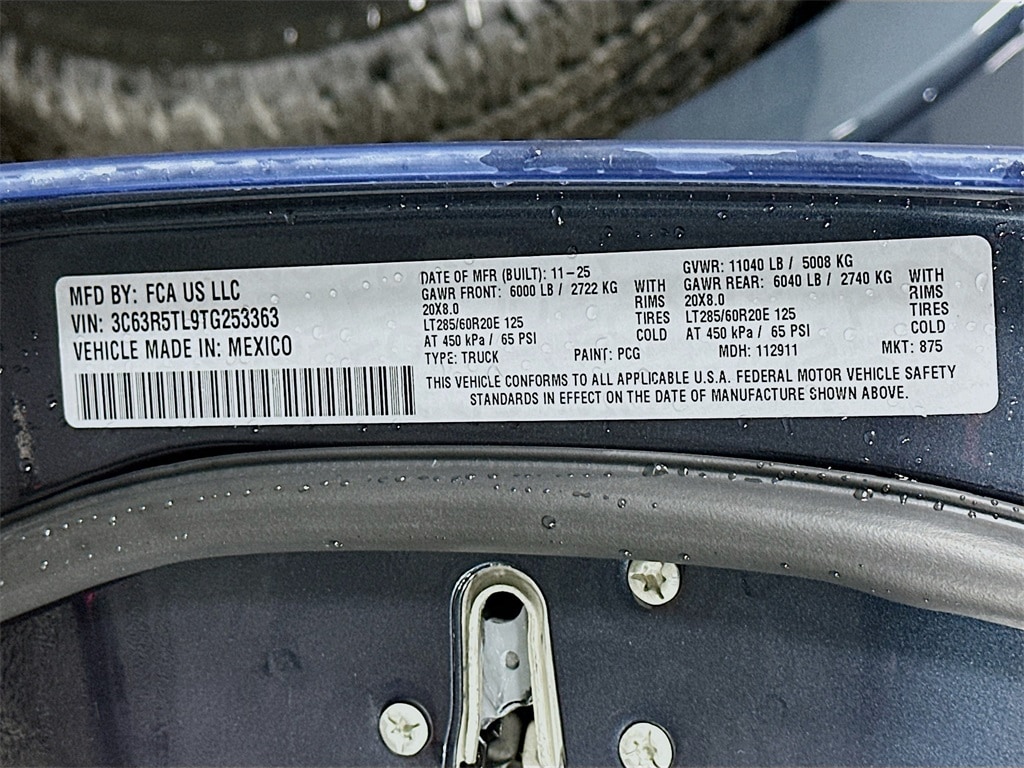 MFD BY: FCA US LLC
VIN: 3C63R5TL9TG253363
VEHICLE MADE IN: MEXICO
DATE OF MFR (BUILT): 11-25
GAWR FRONT: 6000 LB / 2722 KG
20X8.0
LT285/60R20E 125
AT 450 kPa / 65 PSI
WITH
RIMS
TIRES
COLD
GVWR: 11040 LB / 5008 KG
GAWR REAR: 6040 LB / 2740 KG
20X8.0
LT285/60R20E 125
AT 450 kPa / 65 PSI
WITH
RIMS
TIRES
COLD
TYPE: TRUCK PAINT: PCG MDH: 112911 MKT: 875
THIS VEHICLE CONFORMS TO ALL APPLICABLE U.S.A. FEDERAL MOTOR VEHICLE SAFETY
STANDARDS IN EFFECT ON THE DATE OF MANUFACTURE SHOWN ABOVE.